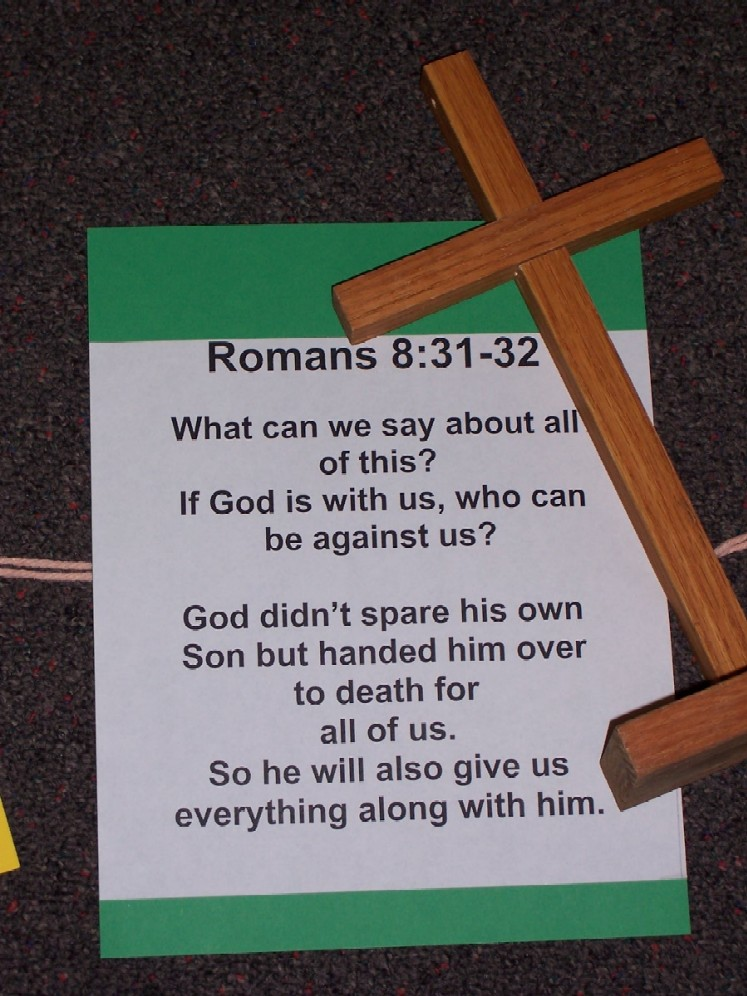 Romans 8:31-32
What can we say about all
of this?
If God is with us, who can
be against us?
God didn't spare his own
Son but handed him over
to death for
all of us.
So he will also give us
everything along with him.